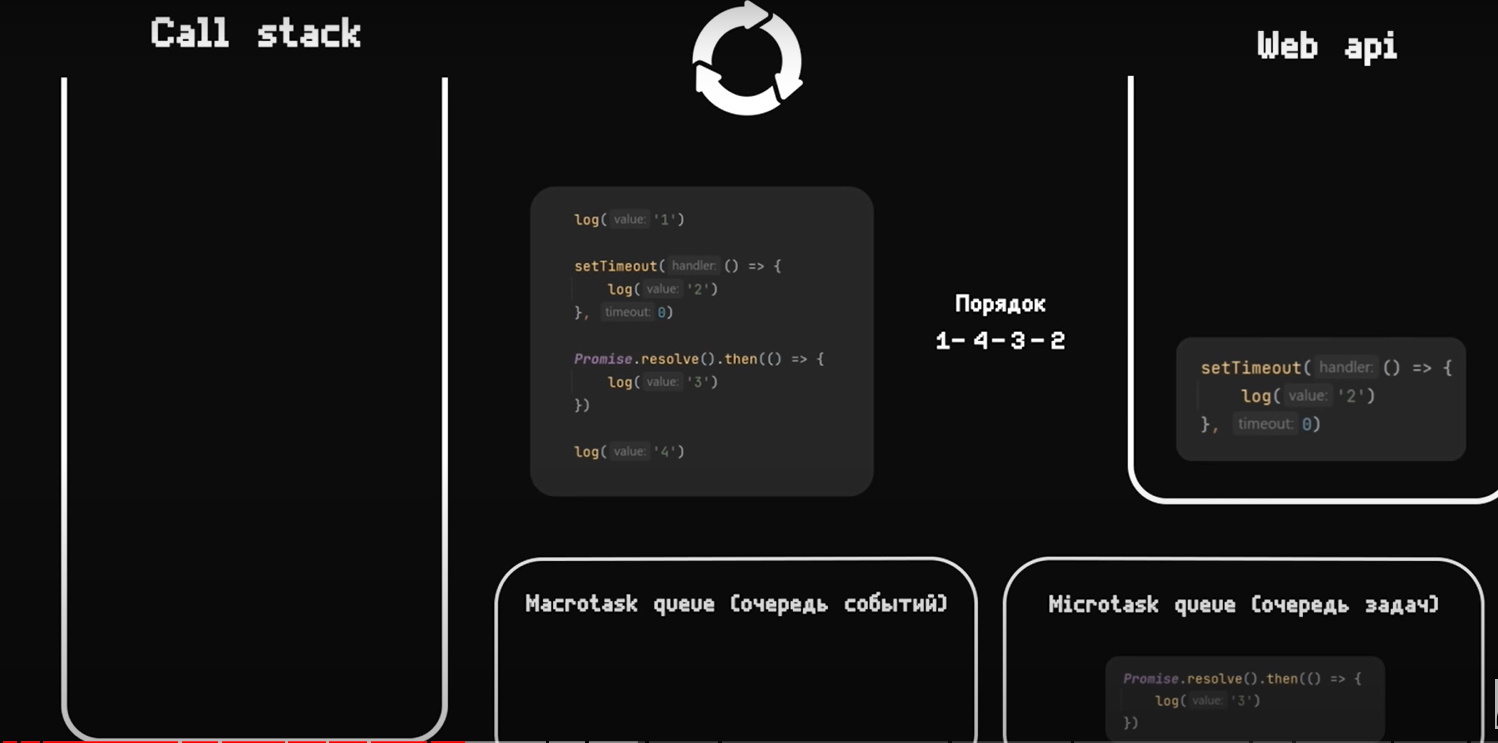 Call stack
Web api
log( value: '1')
setTimeout( handler: () => {
log( value: '2')
}, timeout: 0)
Promise.resolve().then(() => {
log( value: '3')
})
log( value: '4')
Порядок
1-4-3-2
setTimeout( handler: () => {
log( value: '2')
}, timeout: 0)
Macrotask queue (очередь событий)
Microtask queue (очередь задач)
Promise.resolve().then(() => {
log( value: '3')
})